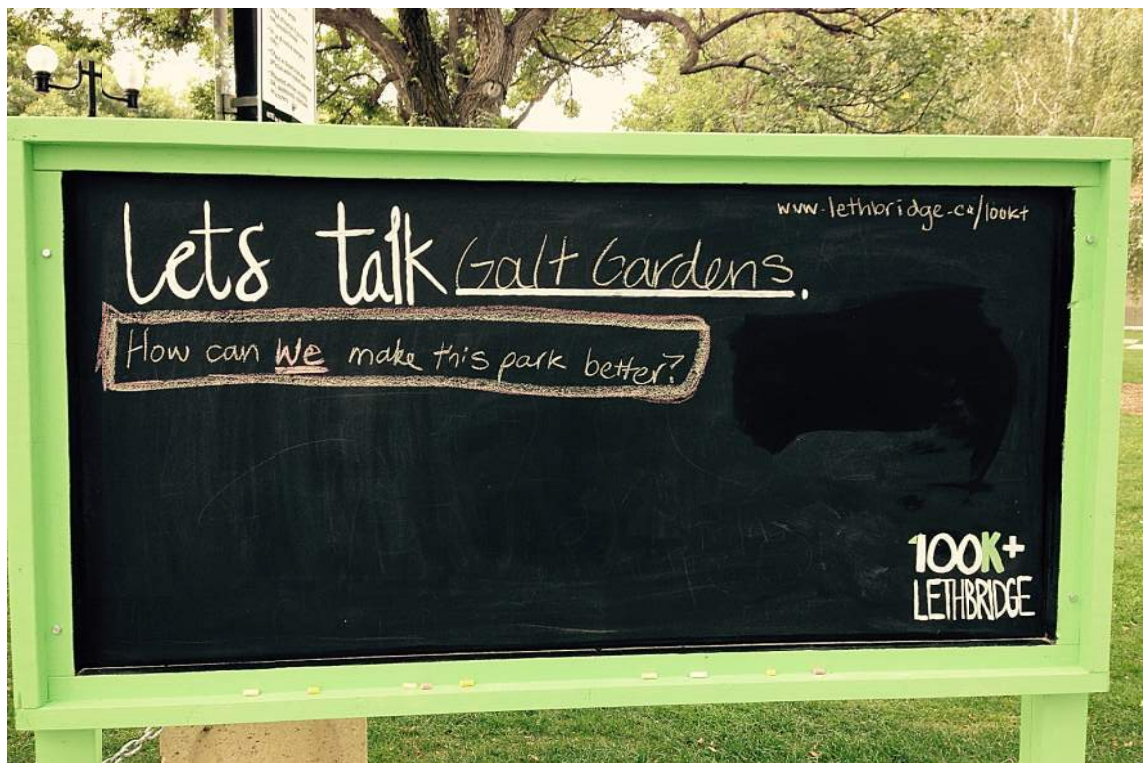 Lets talk Galt Gardens.
www.lethbridge.ca/100k+
How can we make this park better?
100K+
LETHBRIDGE